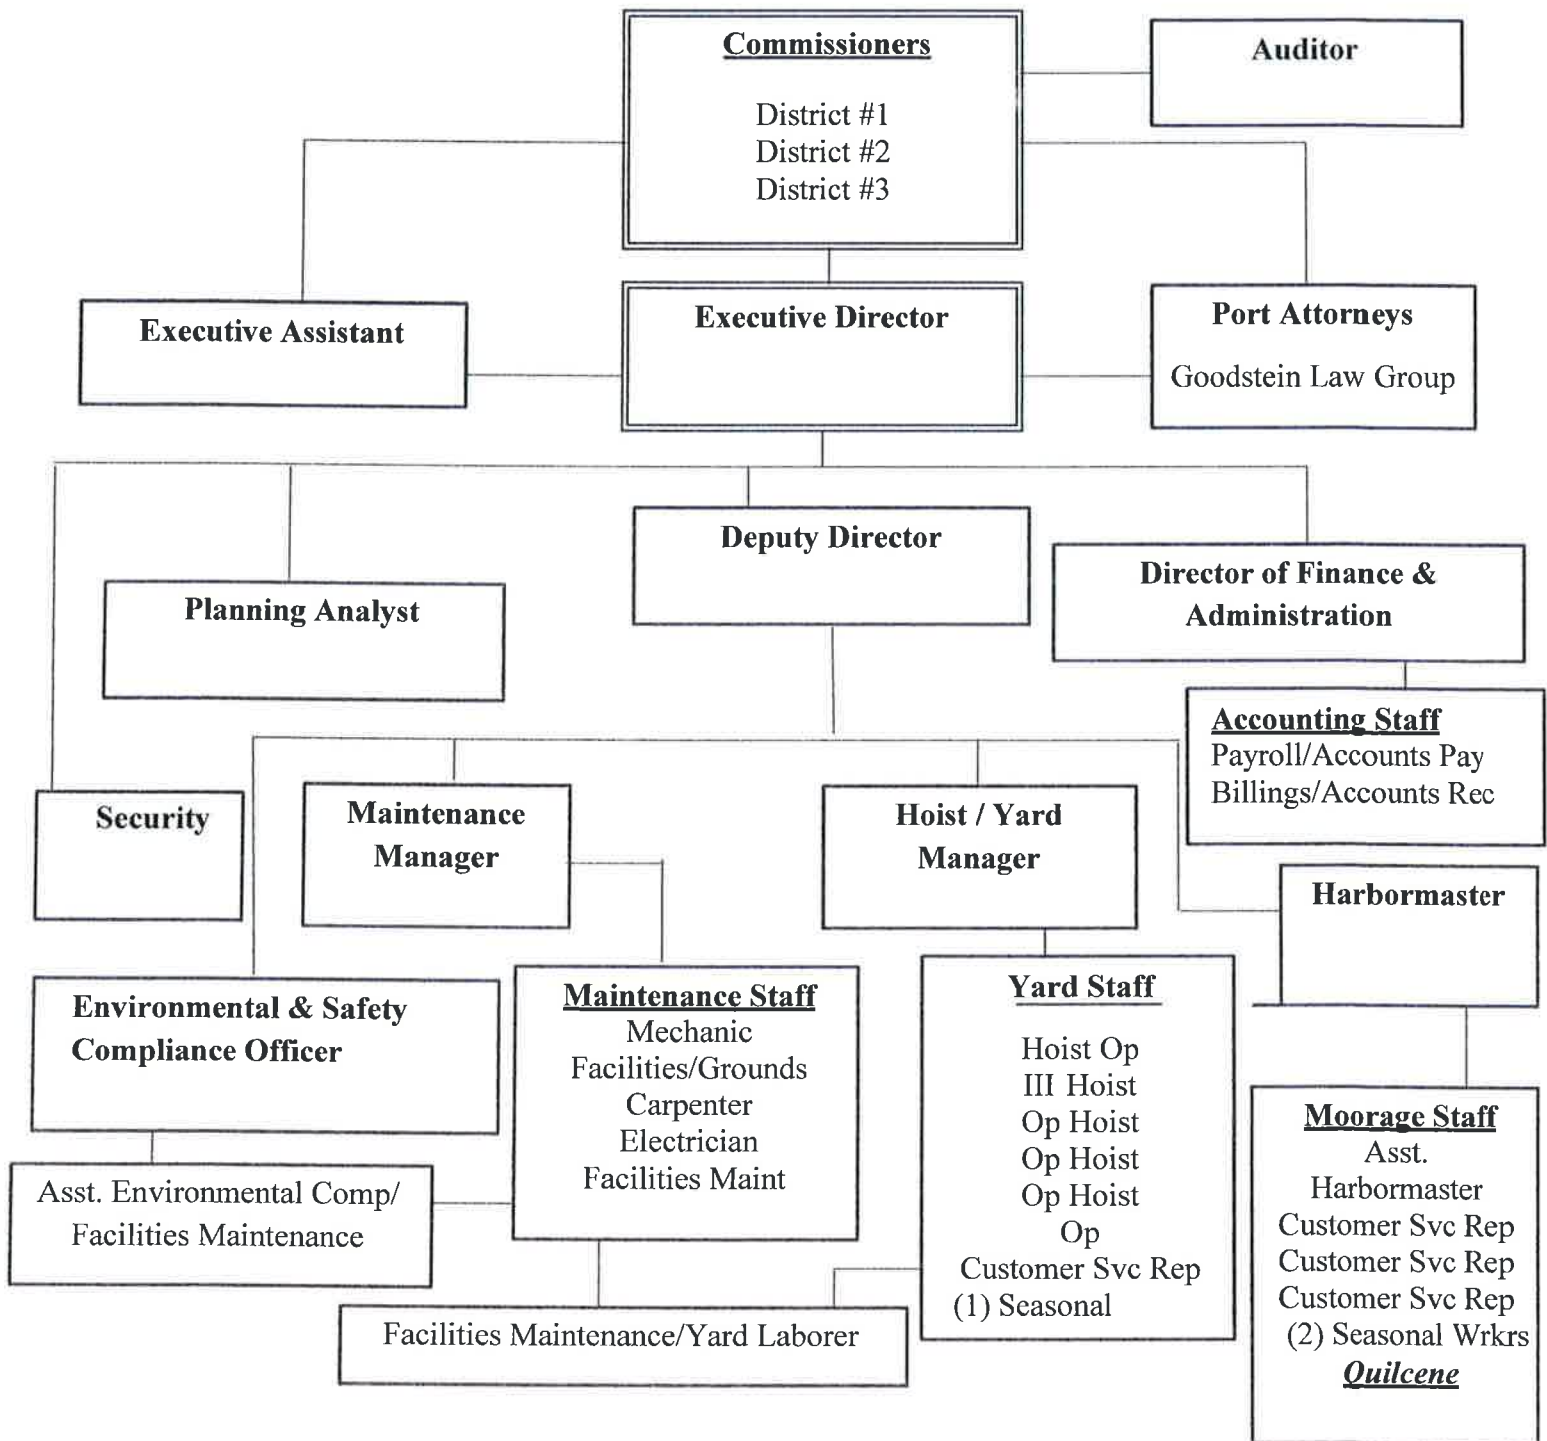 Commissioners
District #1
District #2
District #3
Auditor
Executive Assistant
Executive Director
Port Attorneys
Goodstein Law Group
Planning Analyst
Deputy Director
Director of Finance &
Administration
Accounting Staff
Payroll/Accounts Pay
Billings/Accounts Rec
Security
Maintenance
Manager
Hoist / Yard
Manager
Harbormaster
Environmental & Safety
Compliance Officer
Maintenance Staff
Mechanic
Facilities/Grounds
Carpenter
Electrician
Facilities Maint
Yard Staff
Hoist Op
III Hoist
Op Hoist
Op Hoist
Op Hoist
Op
Customer Svc Rep
(1) Seasonal
Moorage Staff
Asst.
Harbormaster
Customer Svc Rep
Customer Svc Rep
Customer Svc Rep
(2) Seasonal Wrkrs
Quilcene
Asst. Environmental Comp/
Facilities Maintenance
Facilities Maintenance/Yard Laborer